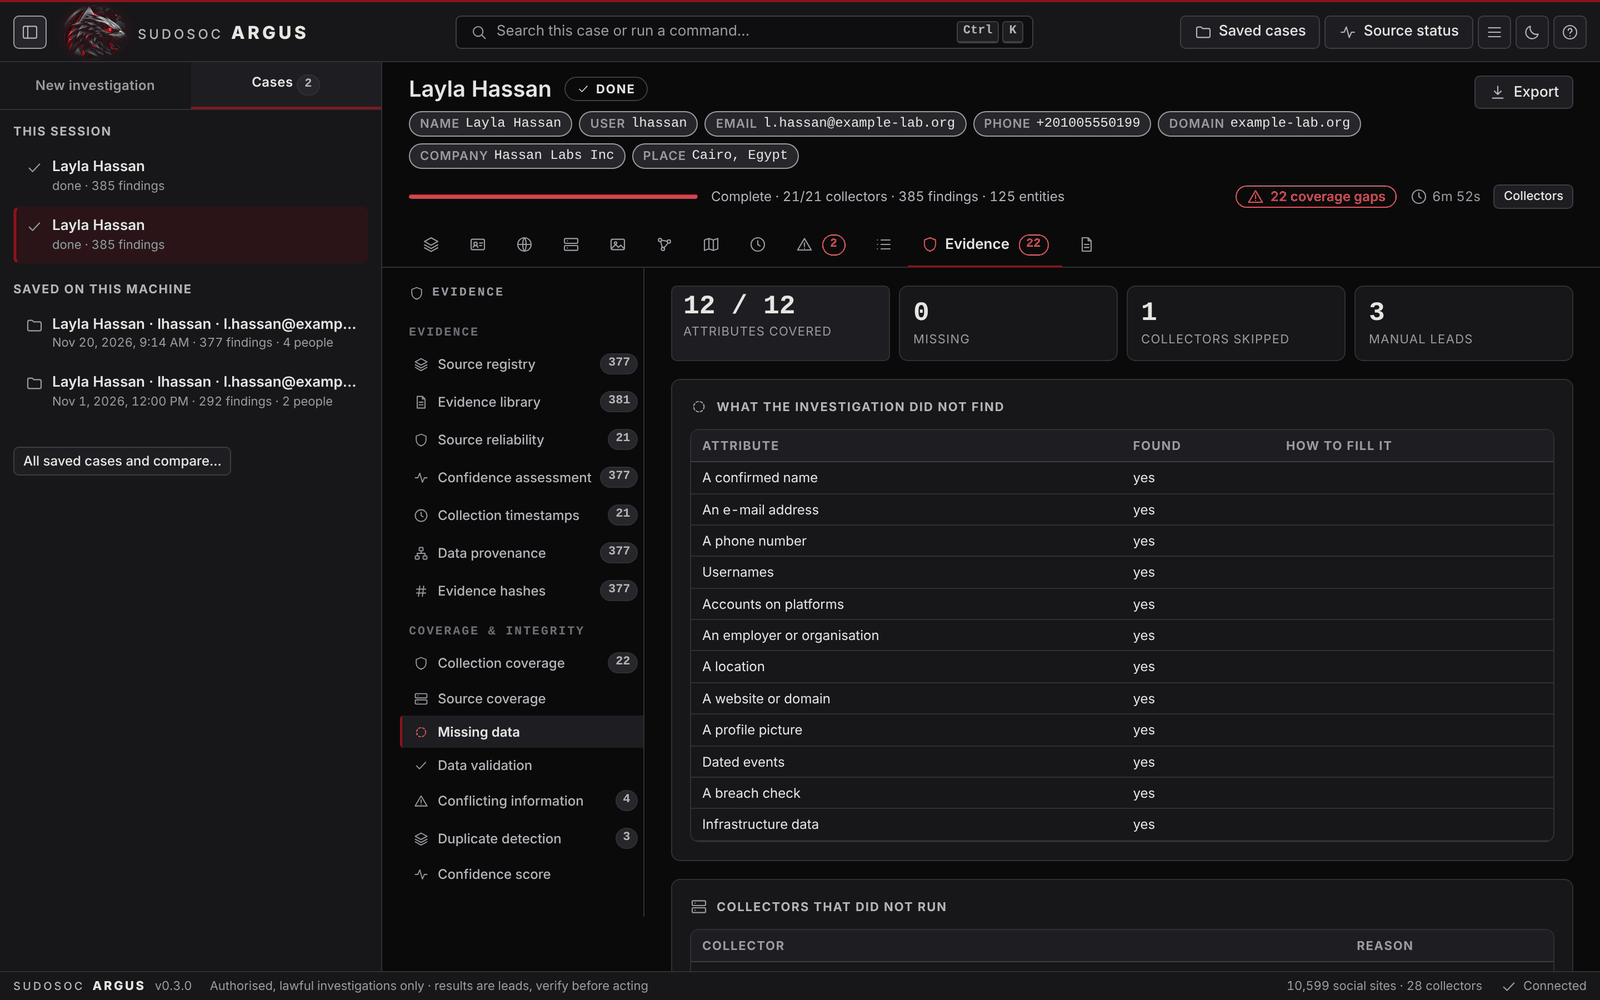 SUDOSOC ARGUS
Search this case or run a command...
Ctrl K
Saved cases
Source status
New investigation
Cases 2
THIS SESSION
Layla Hassan
done · 385 findings
Layla Hassan
done · 385 findings
SAVED ON THIS MACHINE
Layla Hassan · lhassan · l.hassan@examp...
Nov 20, 2026, 9:14 AM · 377 findings · 4 people
Layla Hassan · lhassan · l.hassan@examp...
Nov 1, 2026, 12:00 PM · 292 findings · 2 people
All saved cases and compare...
Layla Hassan
DONE
Export
NAME Layla Hassan
USER lhassan
EMAIL l.hassan@example-lab.org
PHONE +201005550199
DOMAIN example-lab.org
COMPANY Hassan Labs Inc
PLACE Cairo, Egypt
Complete · 21/21 collectors · 385 findings · 125 entities
22 coverage gaps
6m 52s
Collectors
2
Evidence 22
EVIDENCE
EVIDENCE
Source registry 377
Evidence library 381
Source reliability 21
Confidence assessment 377
Collection timestamps 21
Data provenance 377
Evidence hashes 377
COVERAGE & INTEGRITY
Collection coverage 22
Source coverage
Missing data
Data validation
Conflicting information 4
Duplicate detection 3
Confidence score
12 / 12
ATTRIBUTES COVERED
0
MISSING
1
COLLECTORS SKIPPED
3
MANUAL LEADS
WHAT THE INVESTIGATION DID NOT FIND
ATTRIBUTE FOUND HOW TO FILL IT
A confirmed name yes
An e-mail address yes
A phone number yes
Usernames yes
Accounts on platforms yes
An employer or organisation yes
A location yes
A website or domain yes
A profile picture yes
Dated events yes
A breach check yes
Infrastructure data yes
COLLECTORS THAT DID NOT RUN
COLLECTOR REASON
SUDOSOC ARGUS v0.3.0 Authorised, lawful investigations only · results are leads, verify before acting
10,599 social sites · 28 collectors
Connected